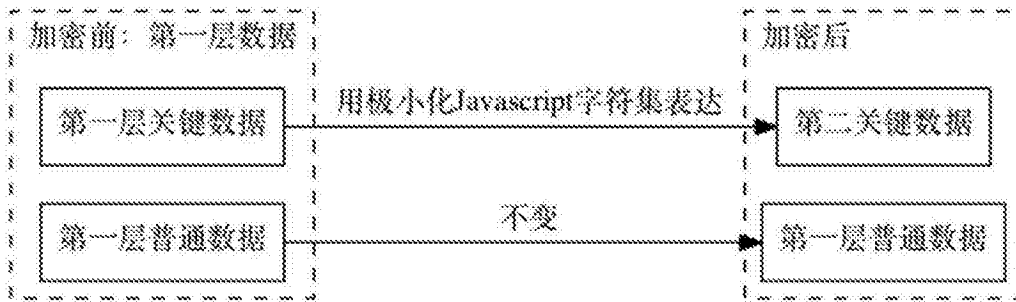 加密前：第一层数据
加密后
用极小化Javascript字符集表达
第一层关键数据
第二关键数据
不变
第一层普通数据
第一层普通数据